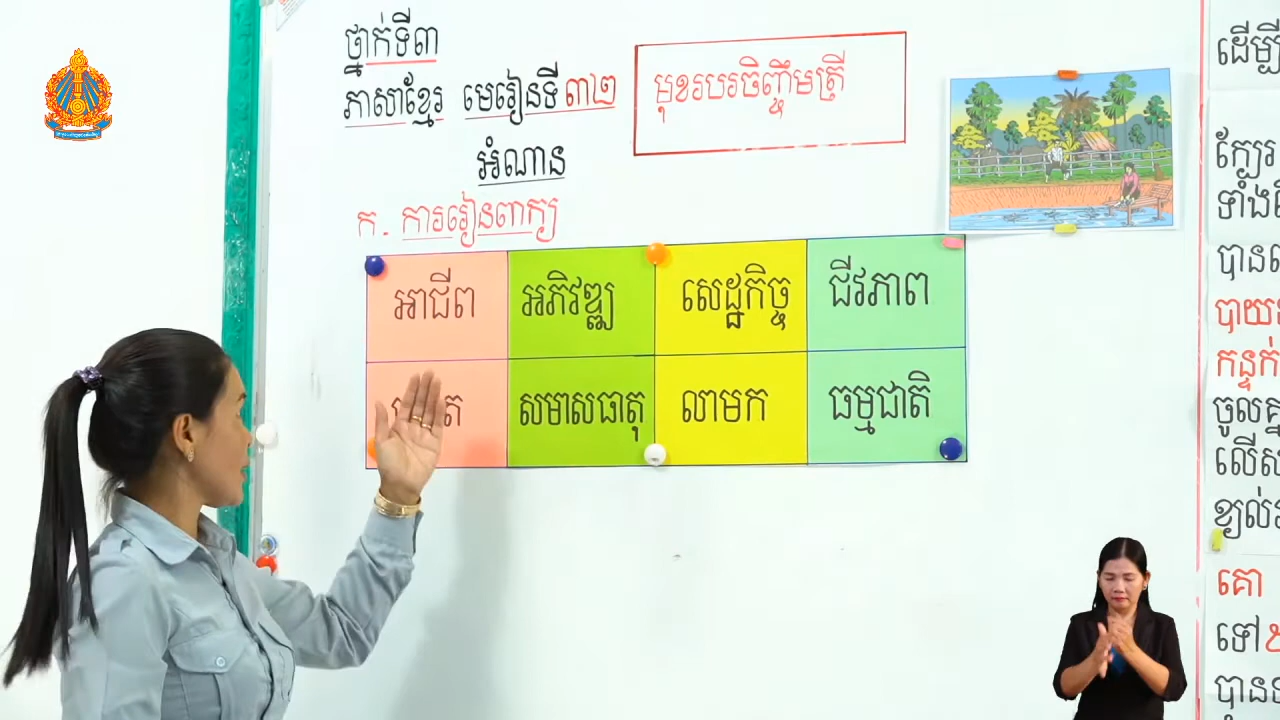 ថ្នាក់ទី៣
ភាសាខ្មែរ មេរៀនទី ៣២
អំណាន
មុខរបរចិញ្ចឹមត្រី
ក. ការរៀនពាក្យ
អាជីព អភិវឌ្ឍ សេដ្ឋកិច្ច ជីវភាព
សមាសធាតុ លាមក ធម្មជាតិ
ដើម្បី
ក្បែរ
បាយ
កន្ទក់
ចូលគ្នា
លើស
ខ្យល់
គោ
ទៅ